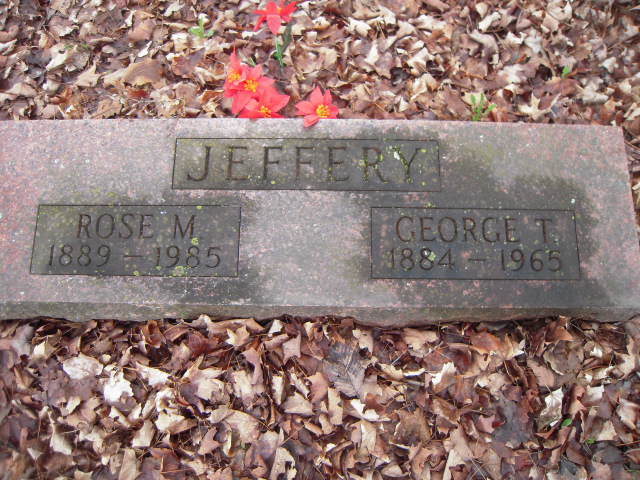 JEFFERY
ROSE M.
1889 – 1985
GEORGE T.
1884 – 1965